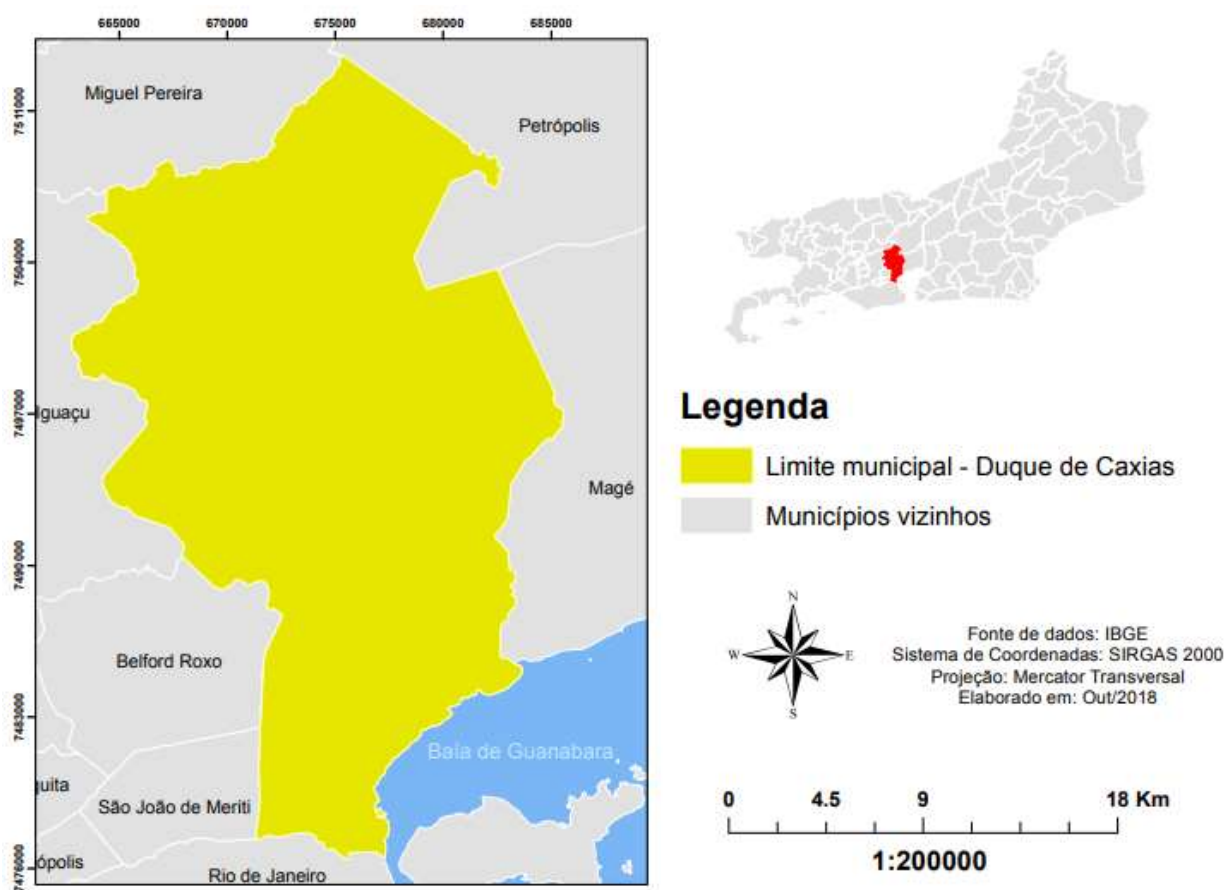 665000 670000 675000 680000 685000
7511000
7504000
7497000
7490000
7483000
7476000
Miguel Pereira
Petrópolis
Iguaçu
Magé
Belford Roxo
Baía de Guanabara
quita
São João de Meriti
ópolis
Rio de Janeiro
Legenda
Limite municipal - Duque de Caxias
Municípios vizinhos
N
W E
S
Fonte de dados: IBGE
Sistema de Coordenadas: SIRGAS 2000
Projeção: Mercator Transversal
Elaborado em: Out/2018
0 4.5 9 18 Km
1:200000